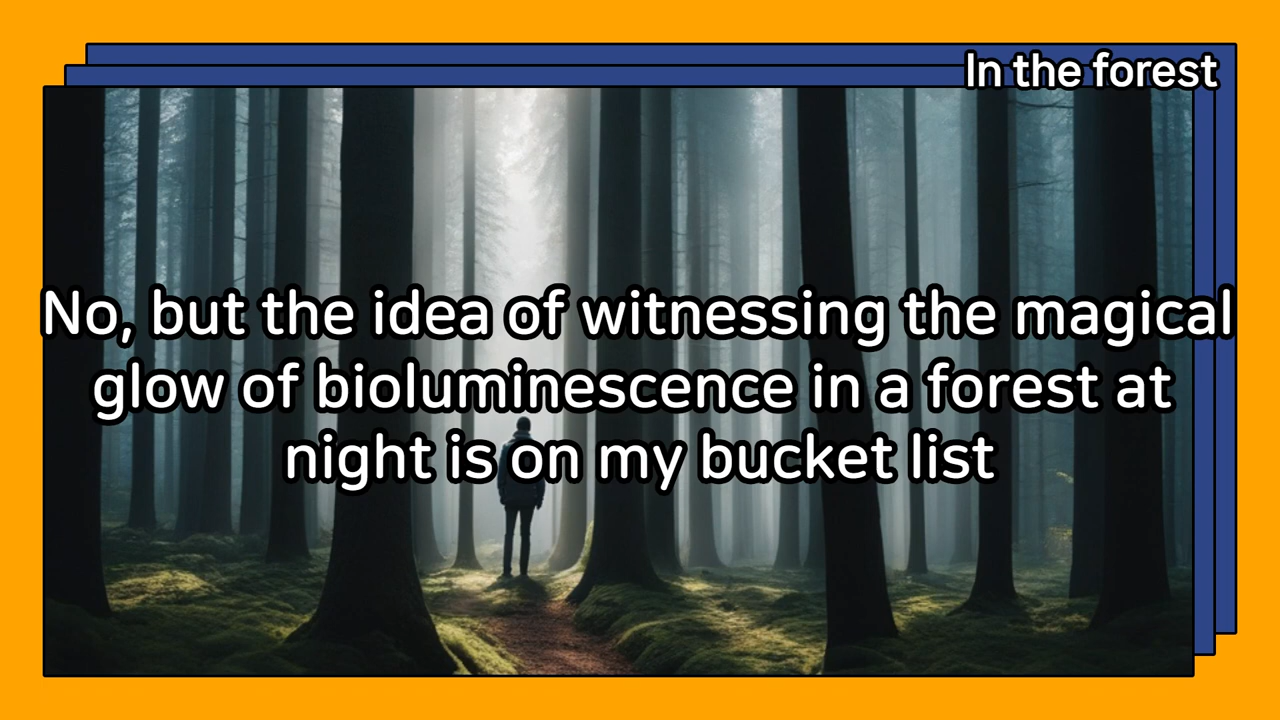 In the forest
No, but the idea of witnessing the magical
glow of bioluminescence in a forest at
night is on my bucket list